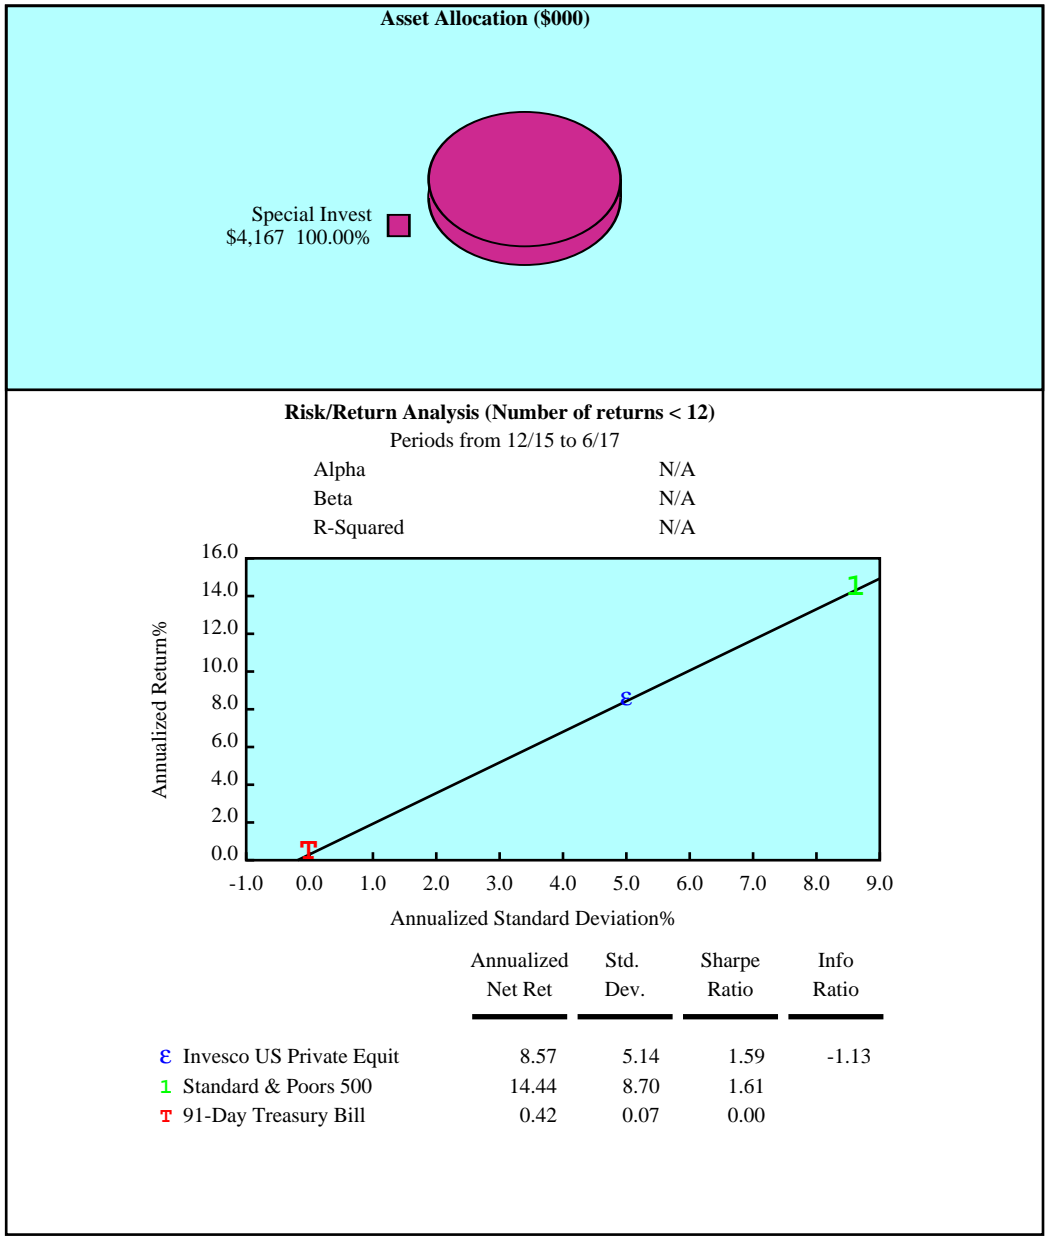 Asset Allocation ($000)
Special Invest
$4,167 100.00%
Risk/Return Analysis (Number of returns < 12)
Periods from 12/15 to 6/17
Alpha N/A
Beta N/A
R-Squared N/A
16.0
14.0
12.0
10.0
8.0
6.0
4.0
2.0
0.0
Annualized Return%
1
ε
T
-1.0 0.0 1.0 2.0 3.0 4.0 5.0 6.0 7.0 8.0 9.0
Annualized Standard Deviation%
Annualized Std. Sharpe Info
Net Ret Dev. Ratio Ratio
ε Invesco US Private Equit 8.57 5.14 1.59 -1.13
1 Standard & Poors 500 14.44 8.70 1.61
T 91-Day Treasury Bill 0.42 0.07 0.00